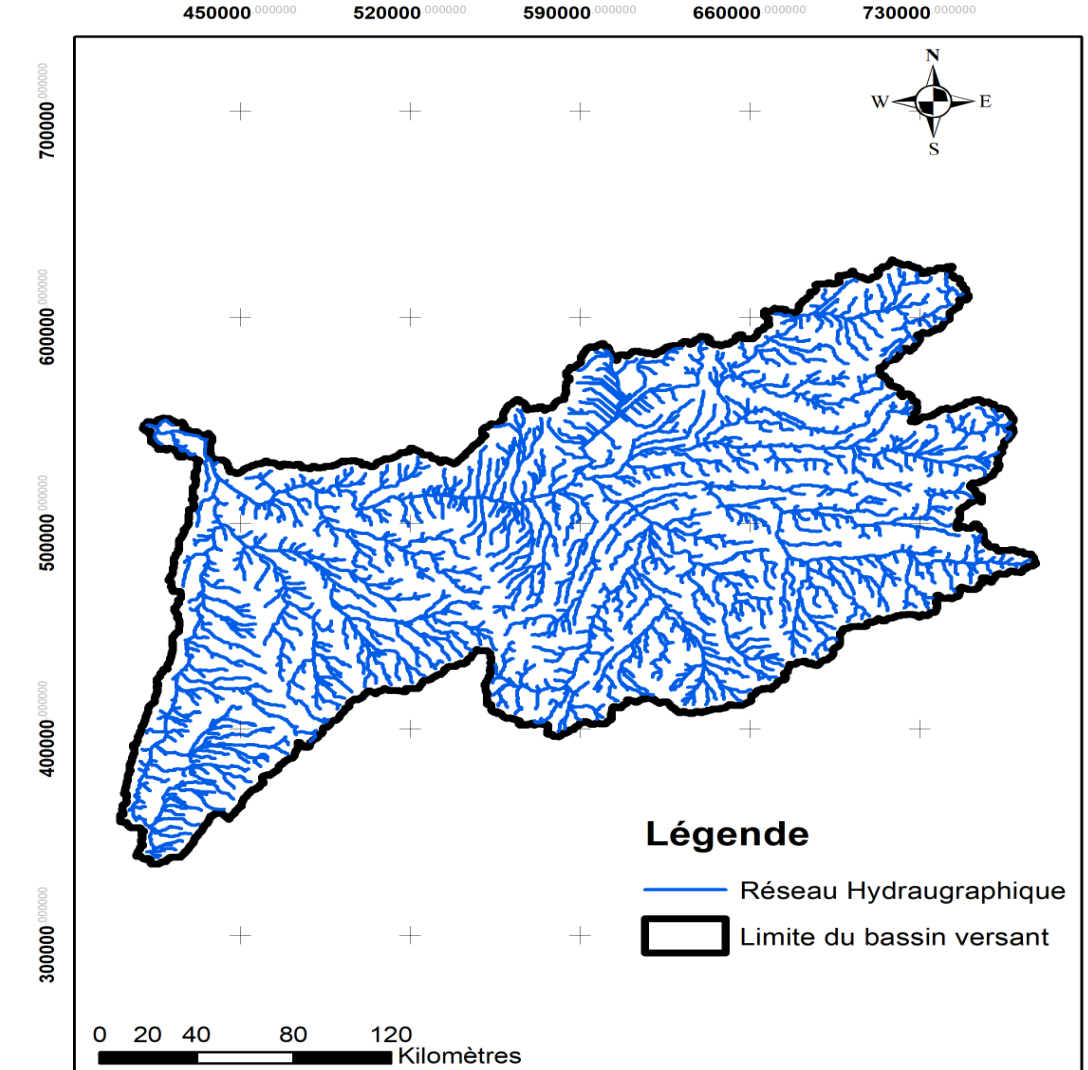 450000.000000 520000.000000 590000.000000 660000.000000 730000.000000
700000.000000
600000.000000
500000.000000
400000.000000
300000.000000
N
W E
S
Légende
Réseau Hydraugraphique
Limite du bassin versant
0 20 40 80 120
Kilomètres